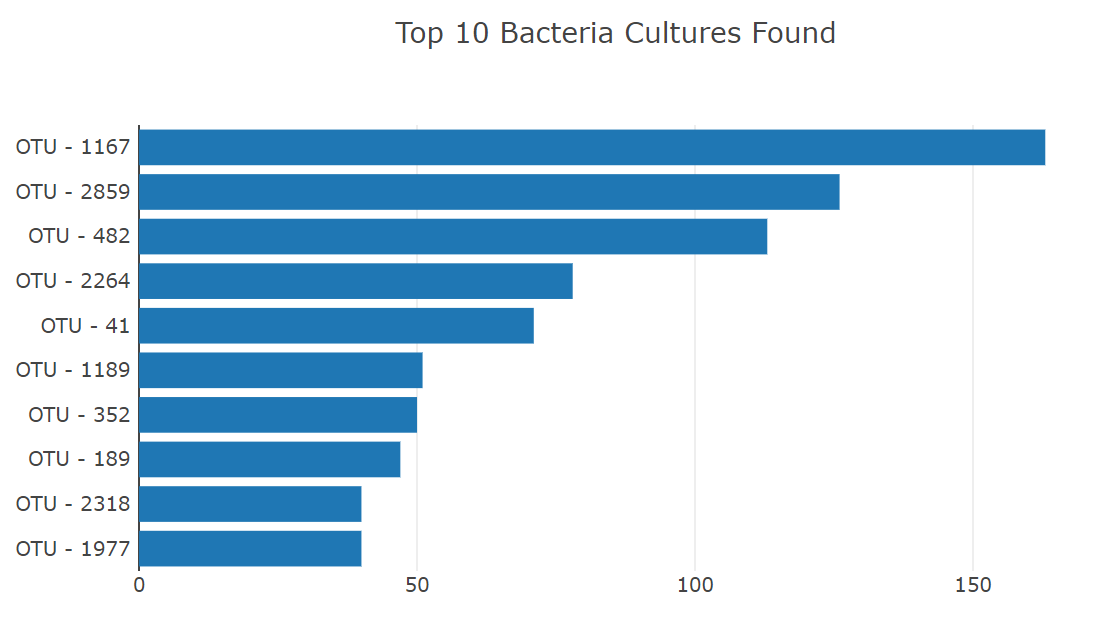 Top 10 Bacteria Cultures Found
OTU - 1167
OTU - 2859
OTU - 482
OTU - 2264
OTU - 41
OTU - 1189
OTU - 352
OTU - 189
OTU - 2318
OTU - 1977
0 50 100 150